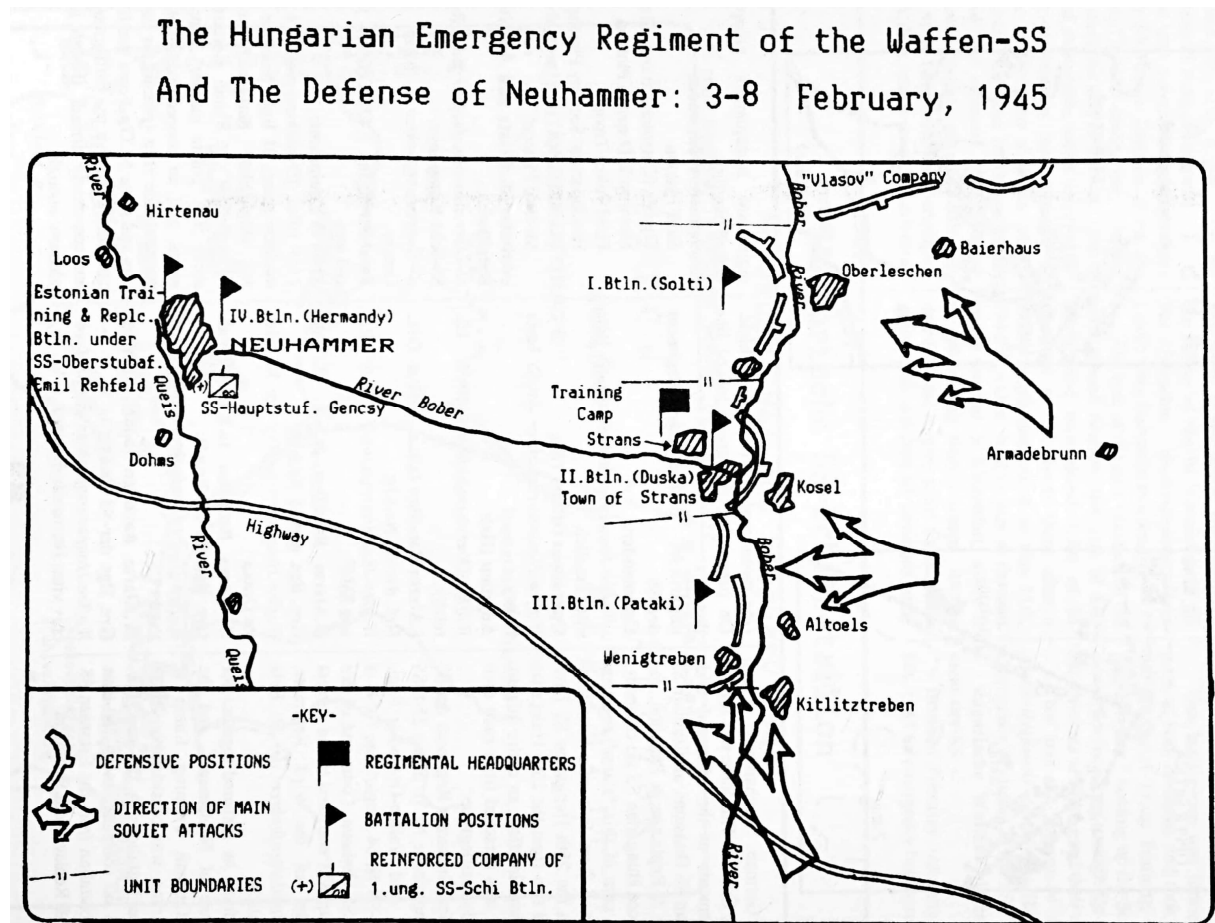 The Hungarian Emergency Regiment of the Waffen-SS
And The Defense of Neuhammer: 3-8 February, 1945
River
Hirtenau
Loos
Estonian Trai-
ning & Replc.
Btln. under
SS-Oberstubaf.
Emil Rehfeld
IV.Btln.(Hermandy)
NEUHAMMER
(+)
SS-Hauptstuf. Gencsy
Queis
Dohms
River
Queis
Highway
River Bober
"Vlasov" Company
Bober
River
Baierhaus
Oberleschen
I.Btln.(Solti)
Training
Camp
Strans
II.Btln.(Duska)
Town of Strans
Kosel
Armadebrunn
Bober
III.Btln.(Pataki)
Altoels
Wenigtreben
Kitlitztreben
River
-KEY-
DEFENSIVE POSITIONS
DIRECTION OF MAIN
SOVIET ATTACKS
UNIT BOUNDARIES
REGIMENTAL HEADQUARTERS
BATTALION POSITIONS
(+)
REINFORCED COMPANY OF
1.ung. SS-Schi Btln.